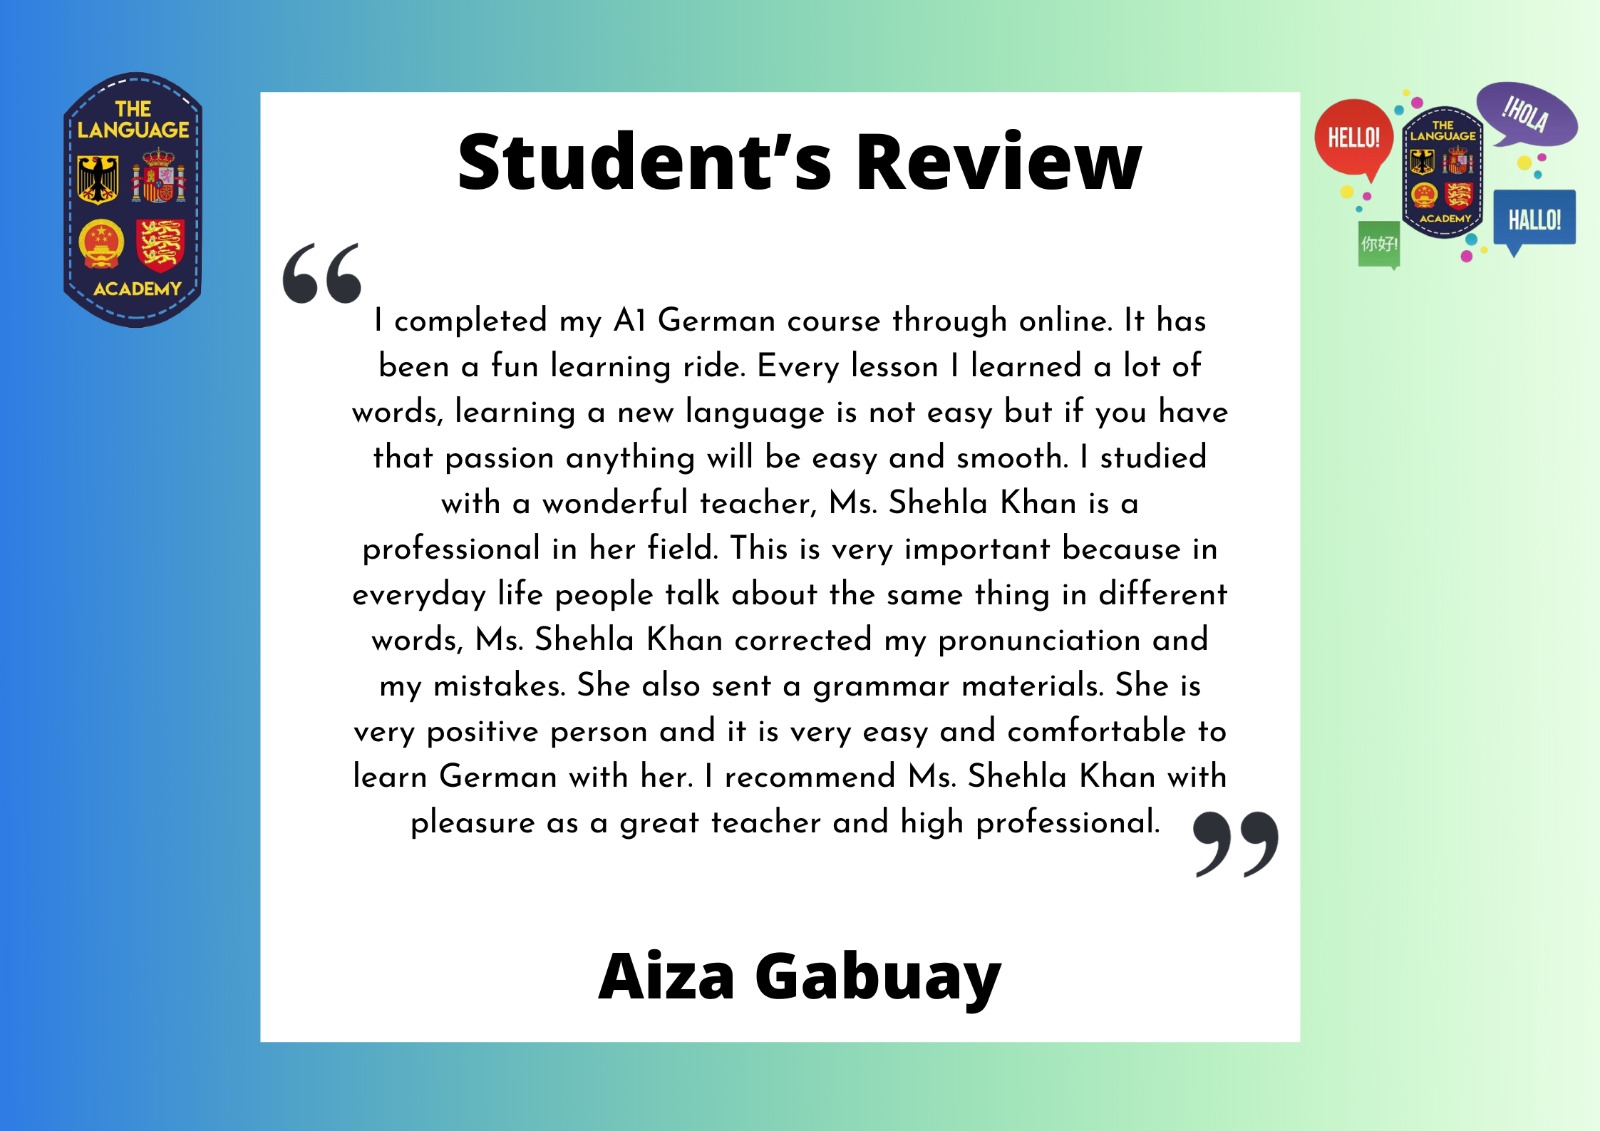 THE
LANGUAGE
ACADEMY
Student’s Review
HELLO!
!HOLA
THE
LANGUAGE
ACADEMY
HALLO!
你好!
“
I completed my A1 German course through online. It has
been a fun learning ride. Every lesson I learned a lot of
words, learning a new language is not easy but if you have
that passion anything will be easy and smooth. I studied
with a wonderful teacher, Ms. Shehla Khan is a
professional in her field. This is very important because in
everyday life people talk about the same thing in different
words, Ms. Shehla Khan corrected my pronunciation and
my mistakes. She also sent a grammar materials. She is
very positive person and it is very easy and comfortable to
learn German with her. I recommend Ms. Shehla Khan with
pleasure as a great teacher and high professional.
”
Aiza Gabuay